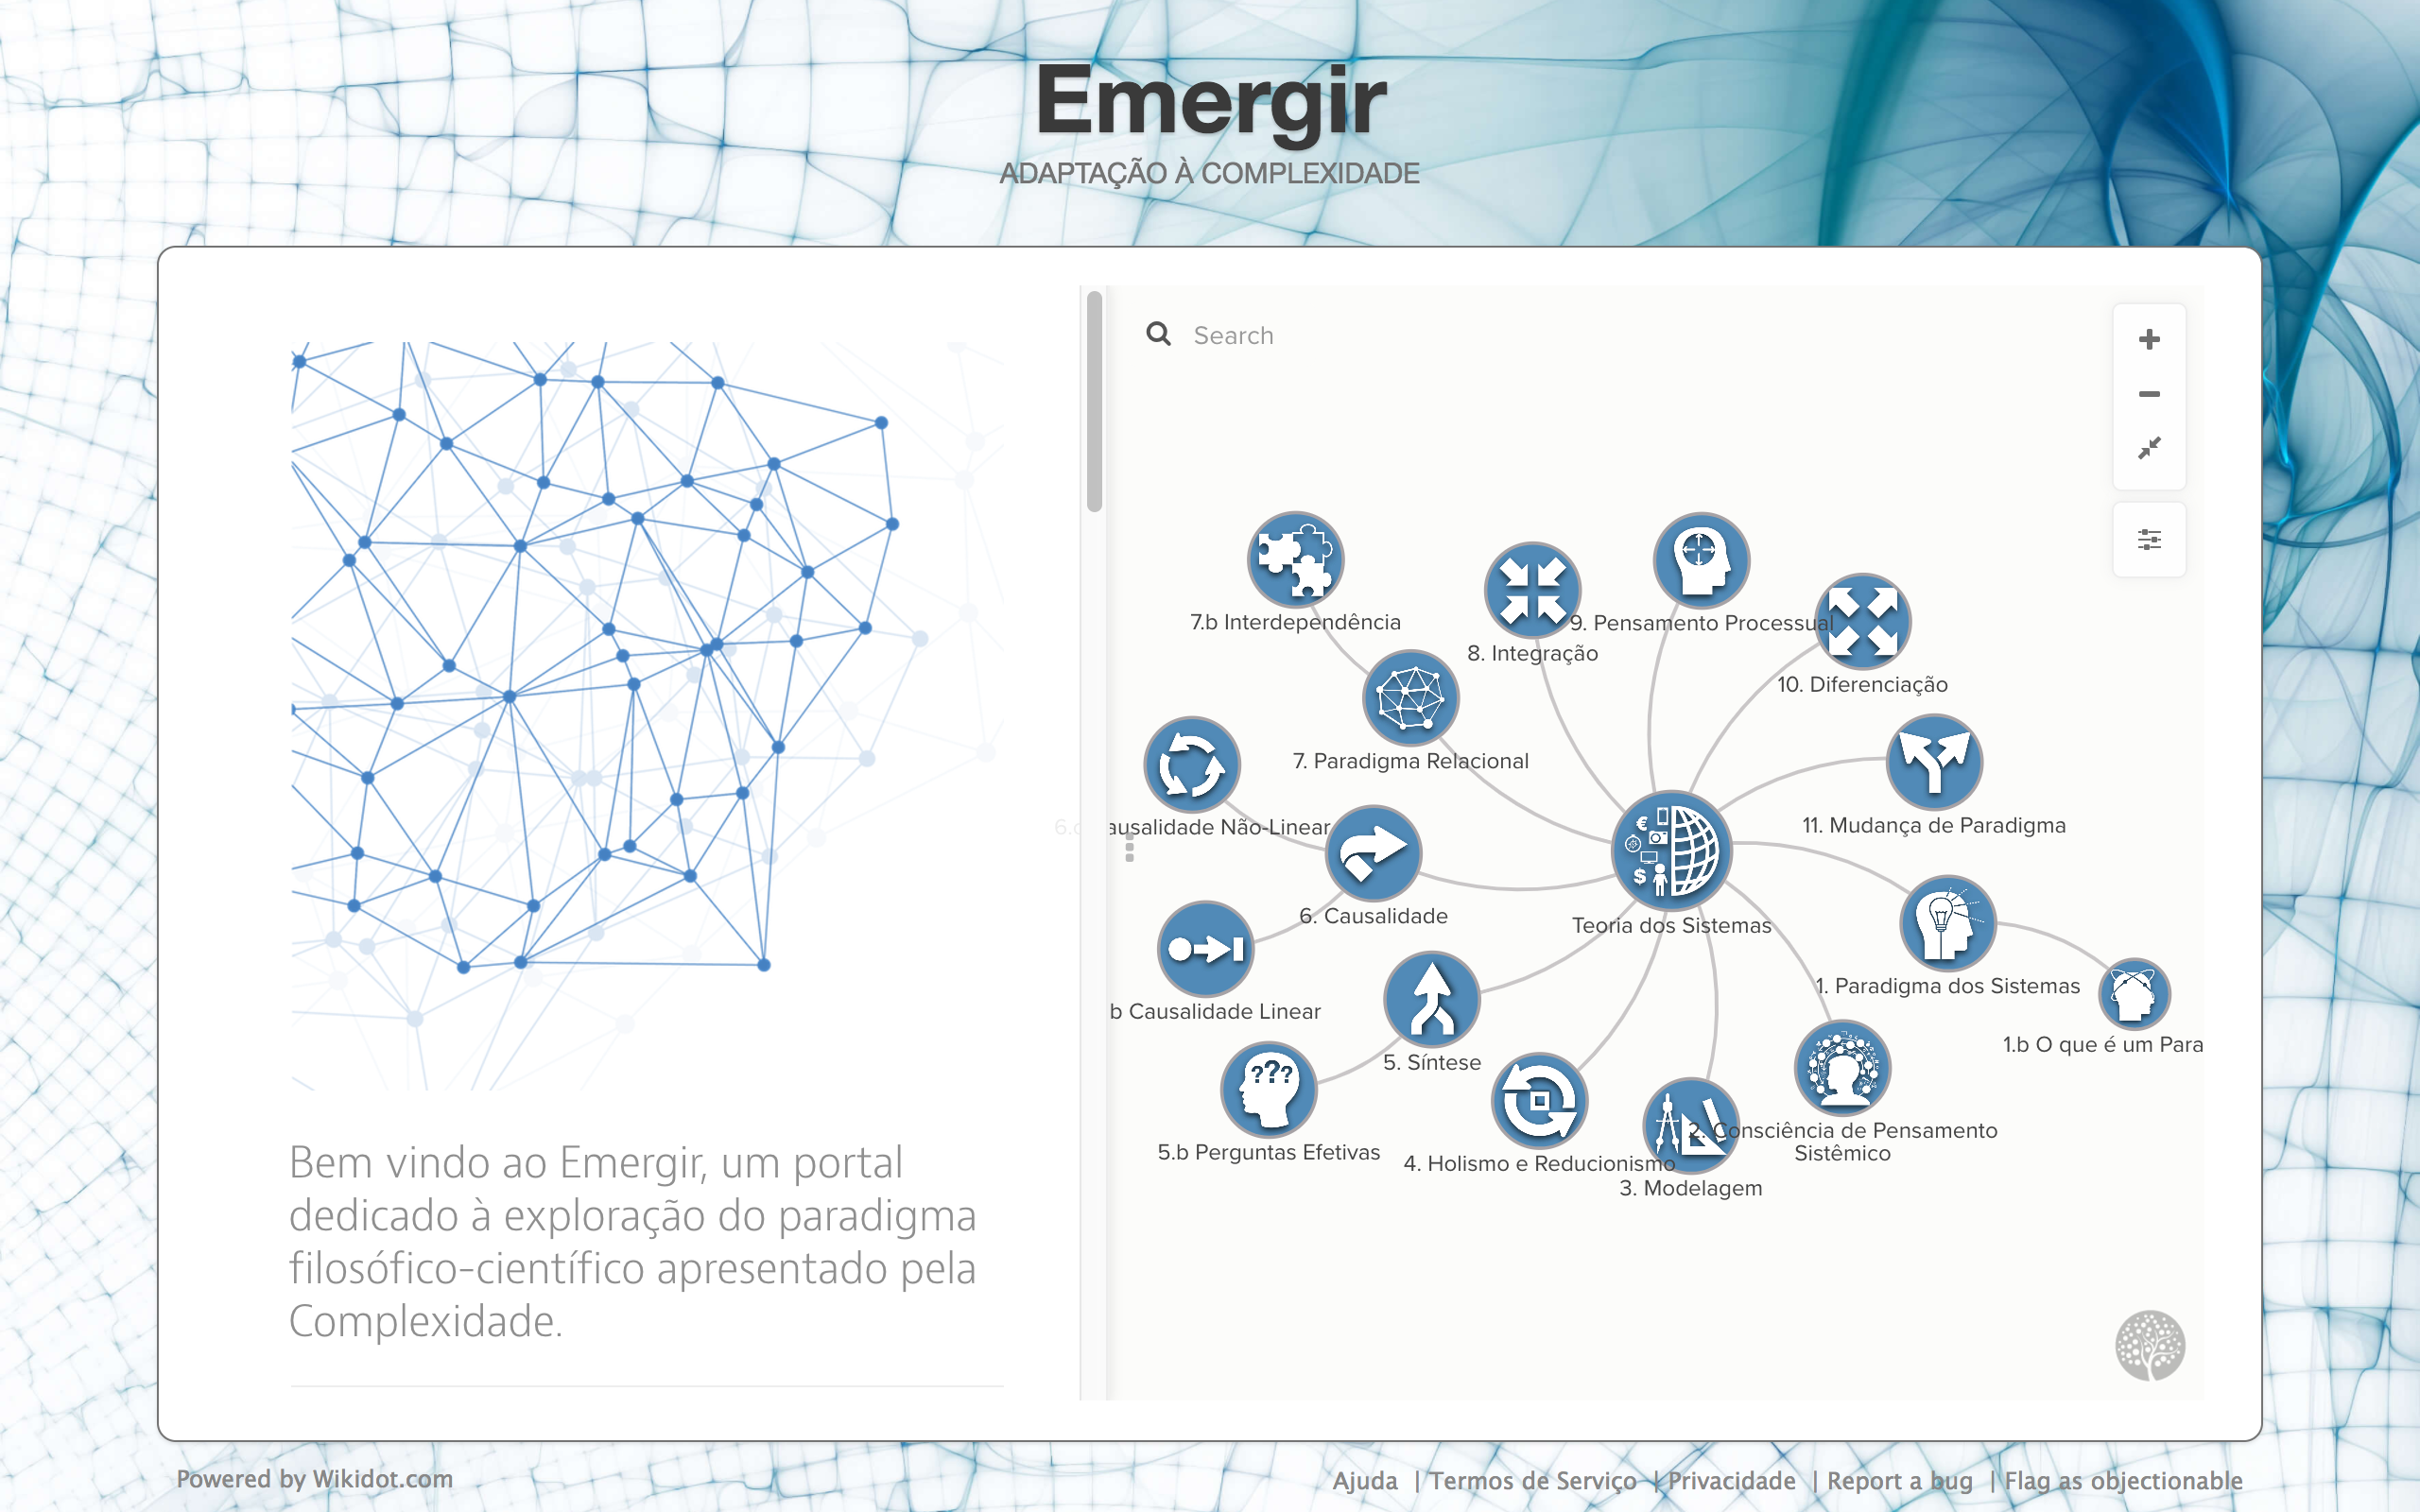 Emergir
ADAPTAÇÃO À COMPLEXIDADE
Bem vindo ao Emergir, um portal
dedicado à exploração do paradigma
filosófico-científico apresentado pela
Complexidade.
Search
7.b Interdependência
8. Integração
9. Pensamento Processual
10. Diferenciação
7. Paradigma Relacional
11. Mudança de Paradigma
ausalidade Não-Linear
6. Causalidade
Teoria dos Sistemas
€
$
1. Paradigma dos Sistemas
b Causalidade Linear
1.b O que é um Para
5. Síntese
???
5.b Perguntas Efetivas
4. Holismo e Reducionismo
2. Consciência de Pensamento
Sistêmico
3. Modelagem
Powered by Wikidot.com
Ajuda | Termos de Serviço | Privacidade | Report a bug | Flag as objectionable